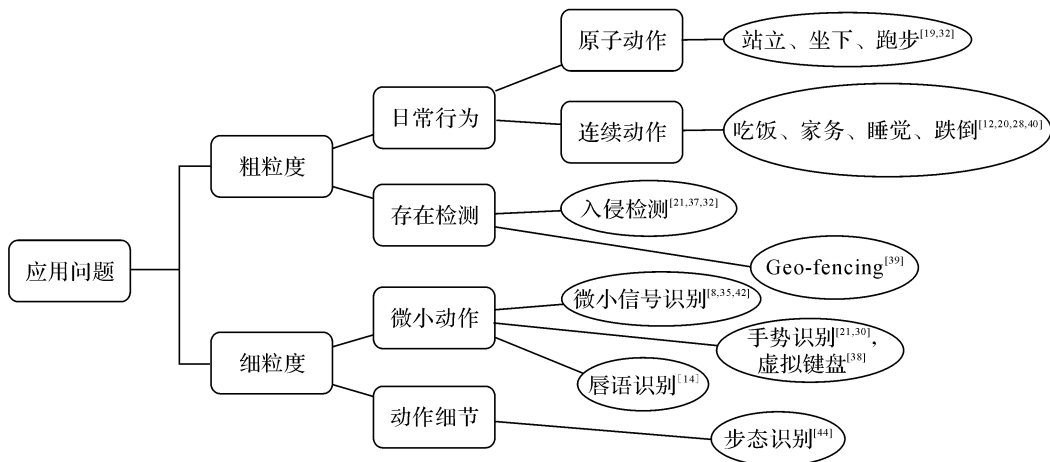 原子动作
站立、坐下、跑步[19,32]
日常行为
连续动作
吃饭、家务、睡觉、跌倒[12,20,28,40]
粗粒度
存在检测
入侵检测[21,37,32]
Geo-fencing[39]
应用问题
微小动作
微小信号识别[8,35,42]
手势识别[21,30],
虚拟键盘[38]
细粒度
唇语识别[14]
动作细节
步态识别[44]